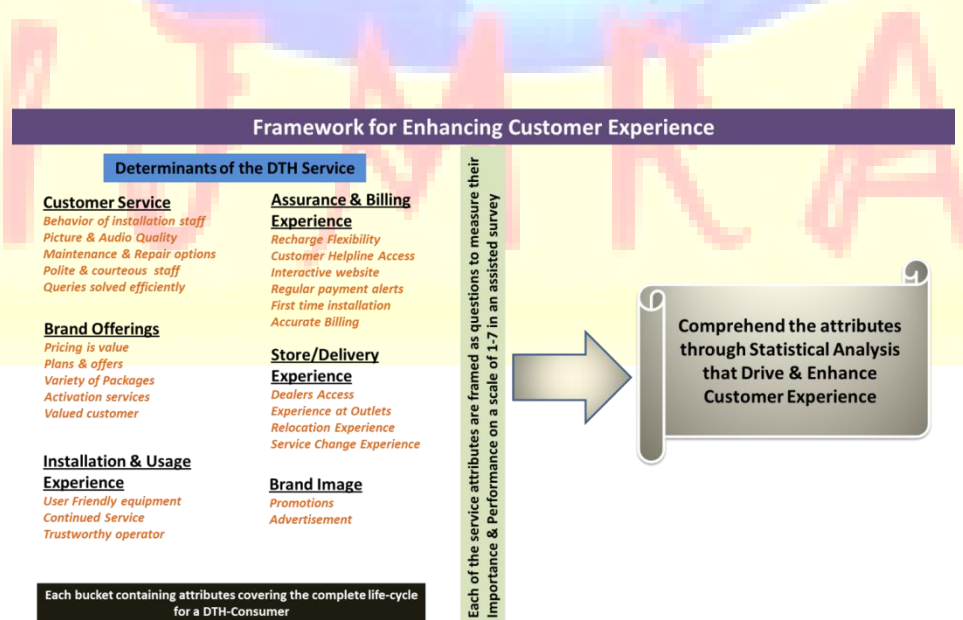 IJMRA
Framework for Enhancing Customer Experience
Determinants of the DTH Service
Customer Service
Behavior of installation staff
Picture & Audio Quality
Maintenance & Repair options
Polite & courteous staff
Queries solved efficiently
Brand Offerings
Pricing is value
Plans & offers
Variety of Packages
Activation services
Valued customer
Installation & Usage
Experience
User Friendly equipment
Continued Service
Trustworthy operator
Assurance & Billing
Experience
Recharge Flexibility
Customer Helpline Access
Interactive website
Regular payment alerts
First time installation
Accurate Billing
Store/Delivery
Experience
Dealers Access
Experience at Outlets
Relocation Experience
Service Change Experience
Brand Image
Promotions
Advertisement
Each bucket containing attributes covering the complete life-cycle
for a DTH-Consumer
Each of the service attributes are framed as questions to measure their
Importance & Performance on a scale of 1-7 in an assisted survey
Comprehend the attributes
through Statistical Analysis
that Drive & Enhance
Customer Experience